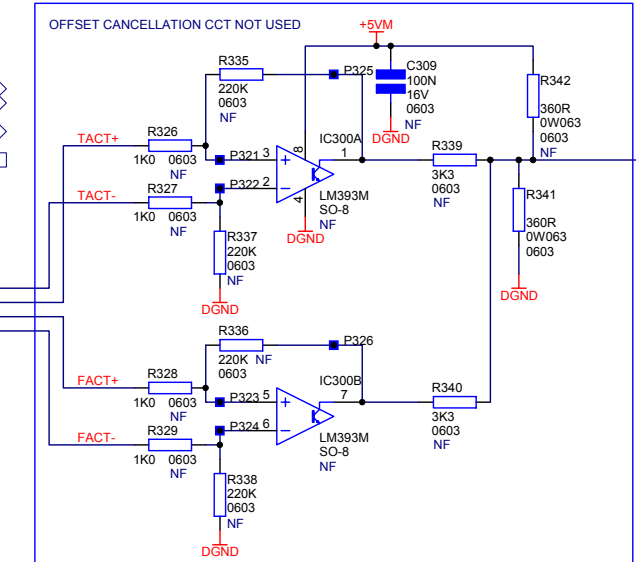 OFFSET CANCELLATION CCT NOT USED
+5VM
R335
220K
0603
NF
P325
C309
100N
16V
0603
NF
DGND
R342
360R
0W063
0603
NF
TACT+
R326
1K0 0603
NF
P321 3
8
IC300A
1
R339
3K3
0603
NF
TACT-
R327
1K0 0603
NF
P322 2
4
LM393M
SO-8
NF
DGND
R341
360R
0W063
0603
DGND
R337
220K
0603
NF
DGND
R336
220K NF
0603
P326
FACT+
R328
1K0 0603
NF
P323 5
IC300B
7
R340
3K3
0603
NF
FACT-
R329
1K0 0603
NF
P324 6
LM393M
SO-8
NF
R338
220K
0603
NF
DGND